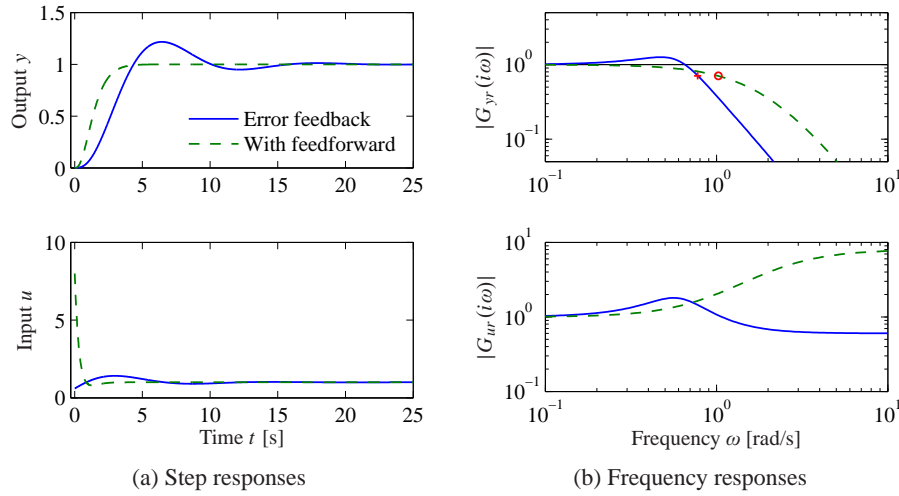 1.5
1
0.5
0
Output y
0 5 10 15 20 25
Error feedback
With feedforward
10
5
0
Input u
0 5 10 15 20 25
Time t [s]
(a) Step responses
10^0
10^-1
|G_yr(iω)|
10^-1 10^0 10^1
10^1
10^0
10^-1
|G_ur(iω)|
10^-1 10^0 10^1
Frequency ω [rad/s]
(b) Frequency responses